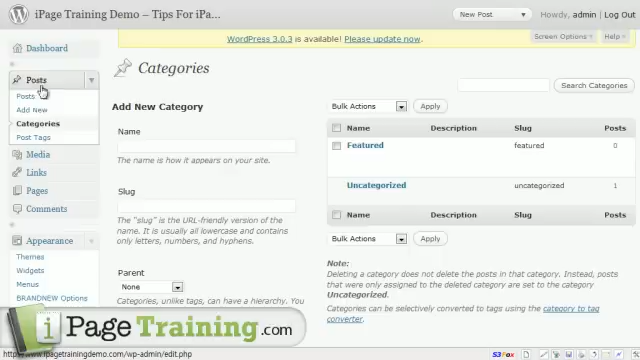 iPage Training Demo – Tips For iPa...
New Post
Howdy, admin | Log Out
WordPress 3.0.3 is available! Please update now.
Screen Options
Help
Dashboard
Posts
Posts
Add New
Categories
Post Tags
Media
Links
Pages
Comments
Appearance
Themes
Widgets
Menus
BRANDNEW Options
Categories
Search Categories
Add New Category
Name
The name is how it appears on your site.
Slug
The "slug" is the URL-friendly version of the
name. It is usually all lowercase and contains
only letters, numbers, and hyphens.
Parent
None
Categories, unlike tags, can have a hierarchy. You
Bulk Actions
Apply
Name Description Slug Posts
Featured featured 0
Uncategorized uncategorized 1
Name Description Slug Posts
Bulk Actions
Apply
Note:
Deleting a category does not delete the posts in that category. Instead, posts
that were only assigned to the deleted category are set to the category
Uncategorized.
Categories can be selectively converted to tags using the category to tag
converter.
iPageTraining.com
http://www.ipagetrainingdemo.com/wp-admin/edit.php
S3Fox